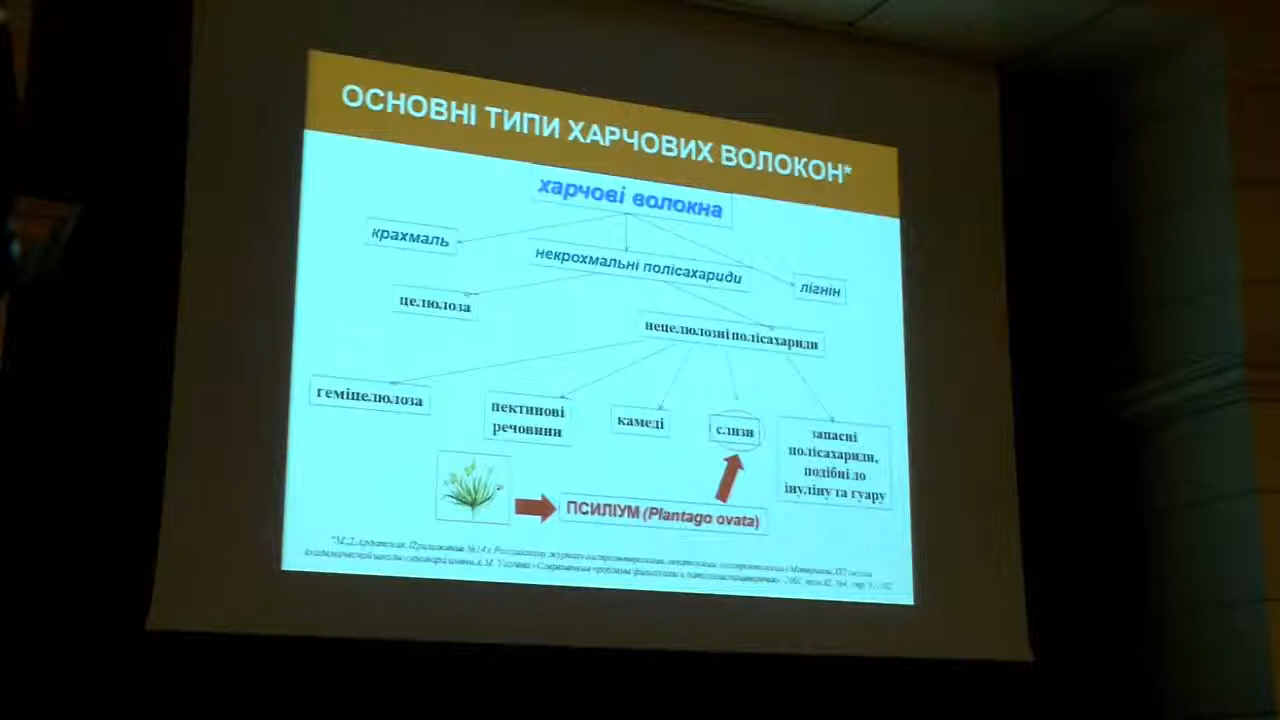 ОСНОВНІ ТИПИ ХАРЧОВИХ ВОЛОКОН*
харчові волокна
крахмаль
некрохмальні полісахариди
лігнін
целюлоза
нецелюлозні полісахариди
геміцелюлоза
пектинові
речовини
камеді
слизи
запасні
полісахариди,
подібні до
інуліну та гуару
ПСИЛІУМ (Plantago ovata)